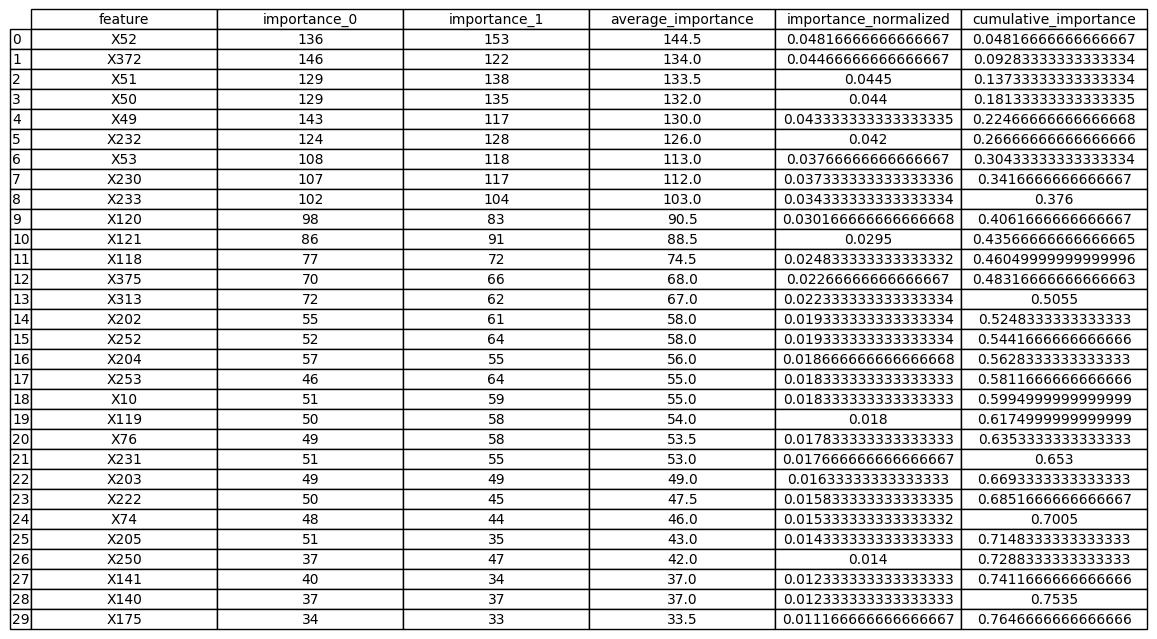 feature importance_0 importance_1 average_importance importance_normalized cumulative_importance
0 X52 136 153 144.5 0.04816666666666667 0.04816666666666667
1 X372 146 122 134.0 0.04466666666666667 0.09283333333333334
2 X51 129 138 133.5 0.0445 0.13733333333333334
3 X50 129 135 132.0 0.044 0.18133333333333335
4 X49 143 117 130.0 0.043333333333333335 0.22466666666666668
5 X232 124 128 126.0 0.042 0.26666666666666666
6 X53 108 118 113.0 0.03766666666666667 0.30433333333333334
7 X230 107 117 112.0 0.037333333333333336 0.3416666666666667
8 X233 102 104 103.0 0.034333333333333334 0.376
9 X120 98 83 90.5 0.030166666666666668 0.4061666666666667
10 X121 86 91 88.5 0.0295 0.43566666666666665
11 X118 77 72 74.5 0.024833333333333332 0.46049999999999996
12 X375 70 66 68.0 0.02266666666666667 0.48316666666666663
13 X313 72 62 67.0 0.022333333333333334 0.5055
14 X202 55 61 58.0 0.019333333333333334 0.5248333333333333
15 X252 52 64 58.0 0.019333333333333334 0.5441666666666666
16 X204 57 55 56.0 0.018666666666666668 0.5628333333333333
17 X253 46 64 55.0 0.018333333333333333 0.5811666666666666
18 X10 51 59 55.0 0.018333333333333333 0.5994999999999999
19 X119 50 58 54.0 0.018 0.6174999999999999
20 X76 49 58 53.5 0.017833333333333333 0.6353333333333333
21 X231 51 55 53.0 0.017666666666666667 0.653
22 X203 49 49 49.0 0.01633333333333333 0.6693333333333333
23 X222 50 45 47.5 0.015833333333333335 0.6851666666666667
24 X74 48 44 46.0 0.015333333333333332 0.7005
25 X205 51 35 43.0 0.014333333333333333 0.7148333333333333
26 X250 37 47 42.0 0.014 0.7288333333333333
27 X141 40 34 37.0 0.012333333333333333 0.7411666666666666
28 X140 37 37 37.0 0.012333333333333333 0.7535
29 X175 34 33 33.5 0.011166666666666667 0.7646666666666666